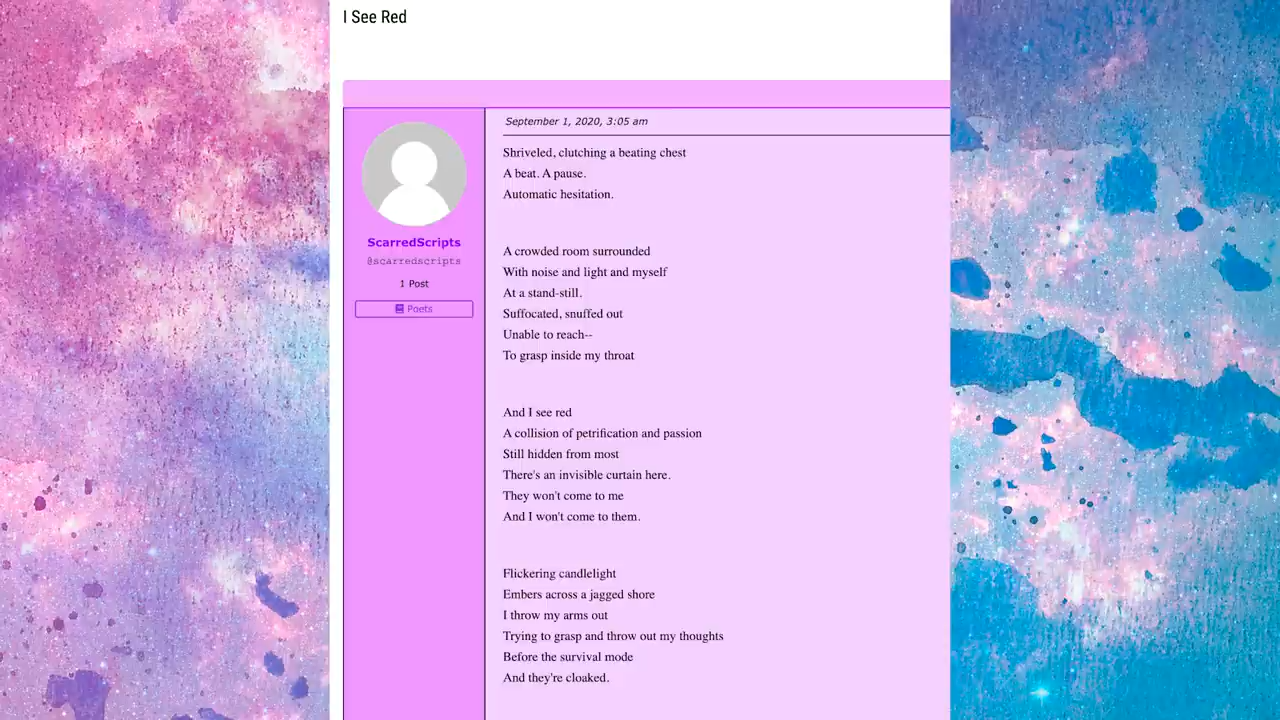 I See Red
ScarredScripts
@scarredscripts
1 Post
Poets
September 1, 2020, 3:05 am
Shriveled, clutching a beating chest
A beat. A pause.
Automatic hesitation.
A crowded room surrounded
With noise and light and myself
At a stand-still.
Suffocated, snuffed out
Unable to reach--
To grasp inside my throat
And I see red
A collision of petrification and passion
Still hidden from most
There's an invisible curtain here.
They won't come to me
And I won't come to them.
Flickering candlelight
Embers across a jagged shore
I throw my arms out
Trying to grasp and throw out my thoughts
Before the survival mode
And they're cloaked.